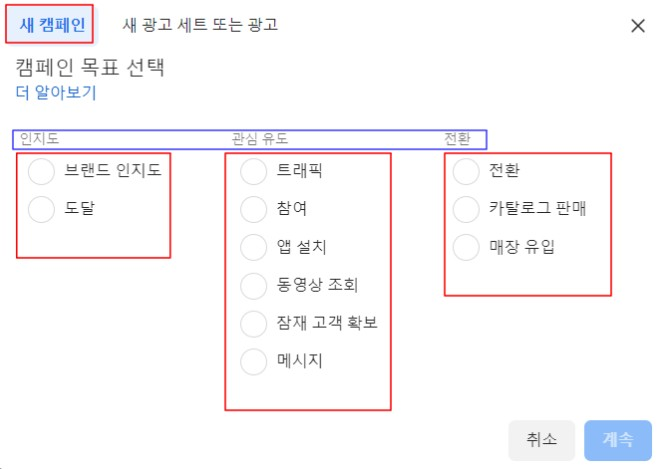 새 캠페인 새 광고 세트 또는 광고
캠페인 목표 선택
더 알아보기
인지도 관심 유도 전환
브랜드 인지도 트래픽 전환
도달 참여 카탈로그 판매
앱 설치 매장 유입
동영상 조회
잠재 고객 확보
메시지
취소 계속